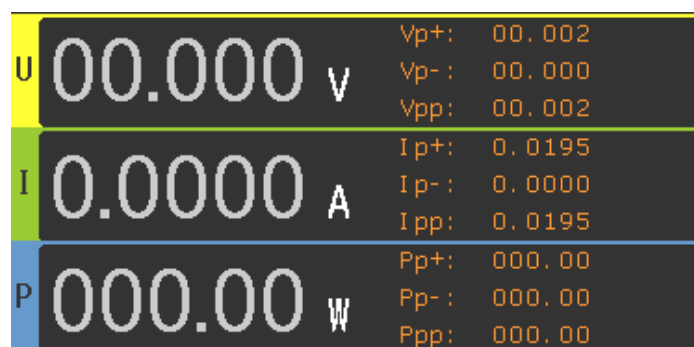 U 00.000 V
Vp+: 00.002
Vp-: 00.000
Vpp: 00.002
I 0.0000 A
Ip+: 0.0195
Ip-: 0.0000
Ipp: 0.0195
P 000.00 W
Pp+: 000.00
Pp-: 000.00
Ppp: 000.00